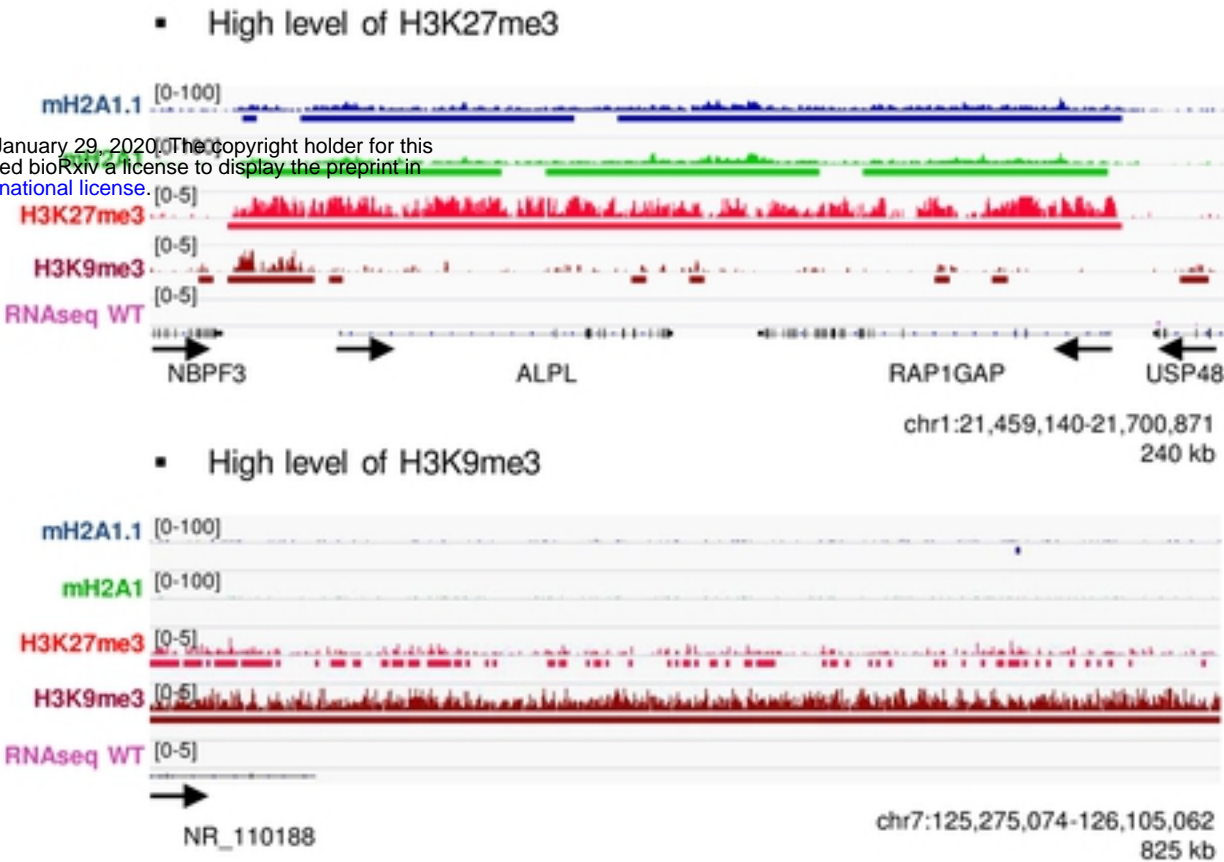 ▪ High level of H3K27me3
mH2A1.1 [0-100]
January 29, 2020. The copyright holder for this
mH2A1 [0-100]
ed bioRxiv a license to display the preprint in
national license.
H3K27me3 [0-5]
H3K9me3 [0-5]
RNAseq WT [0-5]
NBPF3 ALPL RAP1GAP USP48
chr1:21,459,140-21,700,871
240 kb
▪ High level of H3K9me3
mH2A1.1 [0-100]
mH2A1 [0-100]
H3K27me3 [0-5]
H3K9me3 [0-5]
RNAseq WT [0-5]
NR_110188
chr7:125,275,074-126,105,062
825 kb